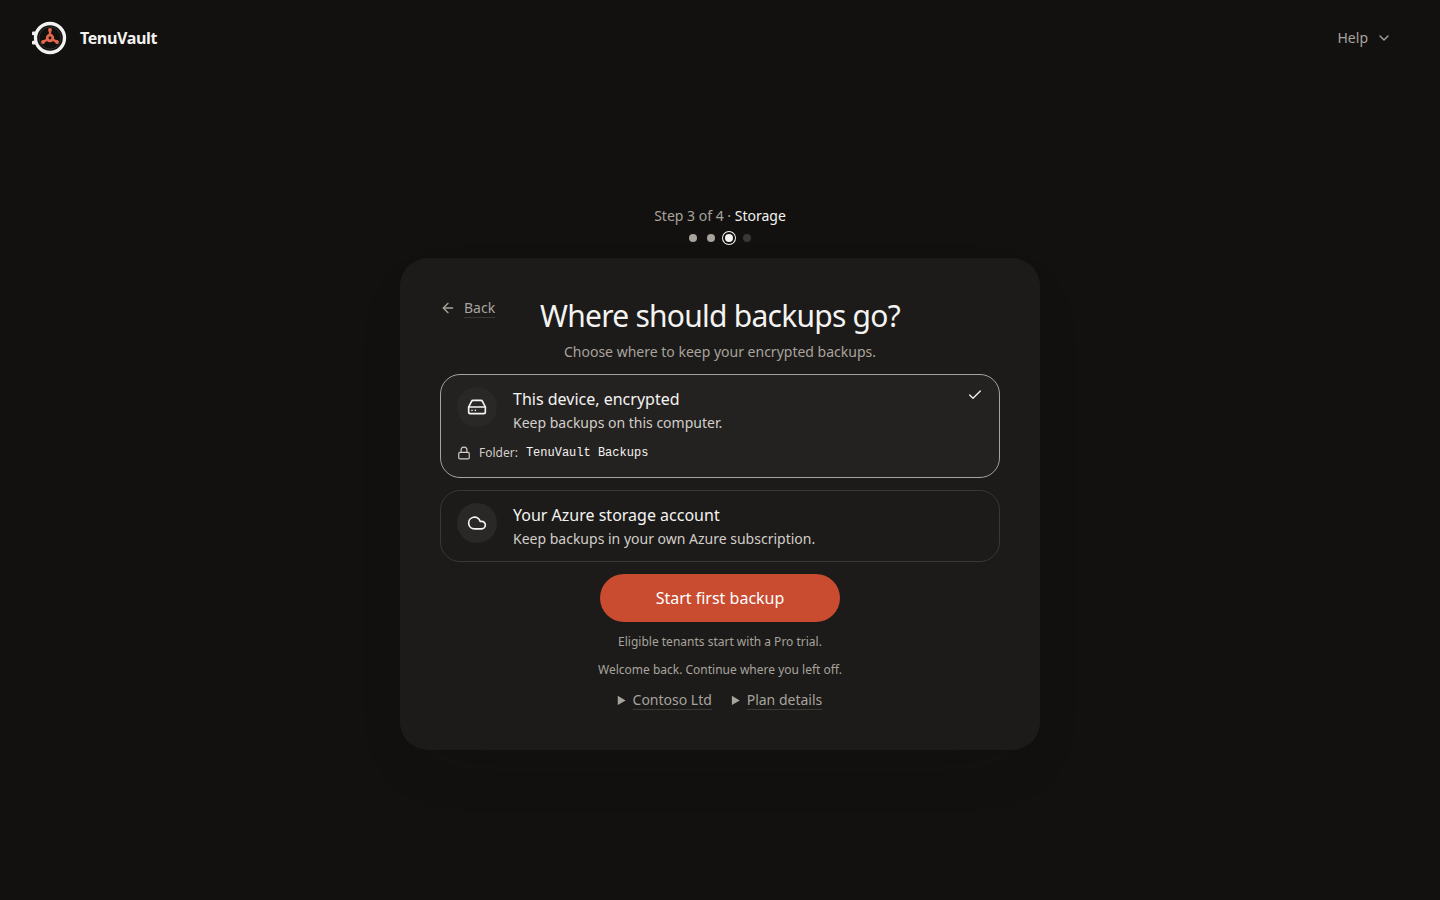 TenuVault
Help
Step 3 of 4 · Storage
Back
Where should backups go?
Choose where to keep your encrypted backups.
This device, encrypted
Keep backups on this computer.
Folder: TenuVault Backups
Your Azure storage account
Keep backups in your own Azure subscription.
Start first backup
Eligible tenants start with a Pro trial.
Welcome back. Continue where you left off.
Contoso Ltd
Plan details